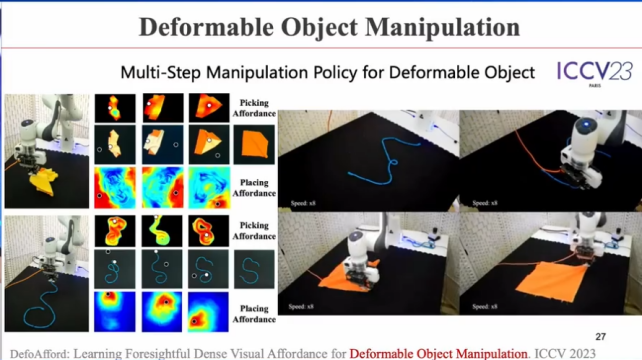 Deformable Object Manipulation
Multi-Step Manipulation Policy for Deformable Object
ICCV23
PARIS
Picking
Affordance
Placing
Affordance
Picking
Affordance
Placing
Affordance
Speed: x8
Speed: x8
Speed: x8
Speed: x8
27
DefoAfford: Learning Foresightful Dense Visual Affordance for Deformable Object Manipulation. ICCV 2023